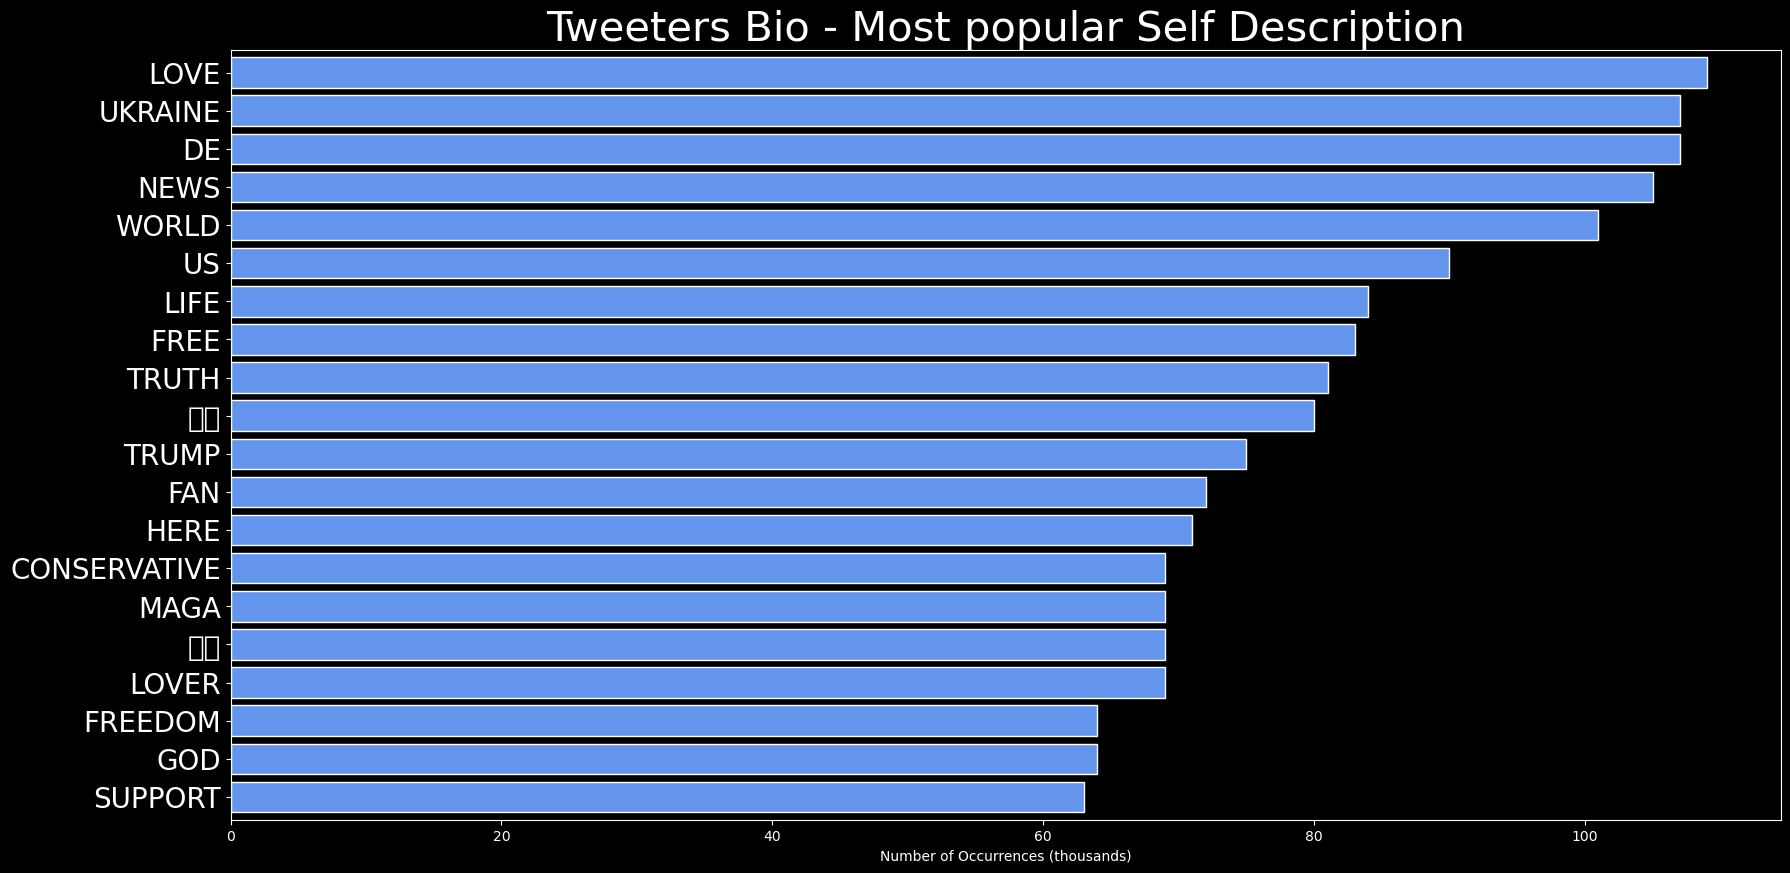 Tweeters Bio - Most popular Self Description
LOVE
UKRAINE
DE
NEWS
WORLD
US
LIFE
FREE
TRUTH
TRUMP
FAN
HERE
CONSERVATIVE
MAGA
LOVER
FREEDOM
GOD
SUPPORT
0 20 40 60 80 100
Number of Occurrences (thousands)